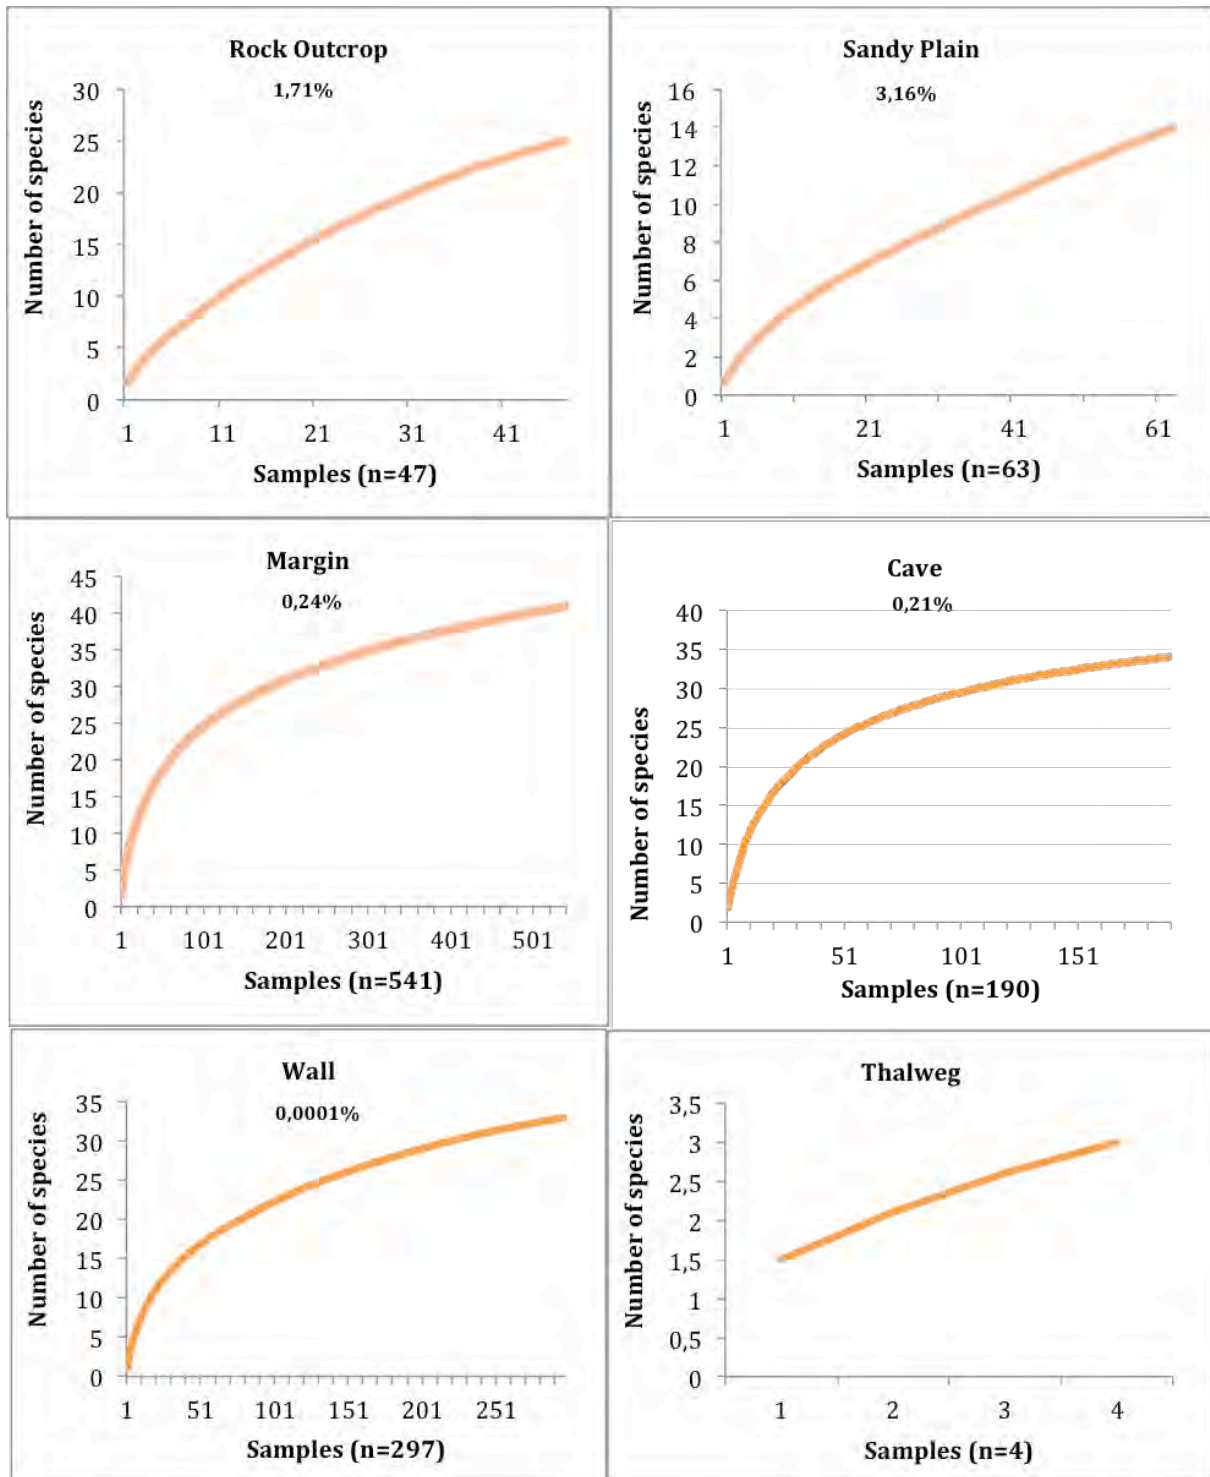 Rock Outcrop
1,71%
Number of species
30
25
20
15
10
5
0
1 11 21 31 41
Samples (n=47)
Sandy Plain
3,16%
Number of species
16
14
12
10
8
6
4
2
0
1 21 41 61
Samples (n=63)
Margin
0,24%
Number of species
45
40
35
30
25
20
15
10
5
0
1 101 201 301 401 501
Samples (n=541)
Cave
0,21%
Number of species
40
35
30
25
20
15
10
5
0
1 51 101 151
Samples (n=190)
Wall
0,0001%
Number of species
35
30
25
20
15
10
5
0
1 51 101 151 201 251
Samples (n=297)
Thalweg
Number of species
3,5
3
2,5
2
1,5
1
0,5
0
1 2 3 4
Samples (n=4)